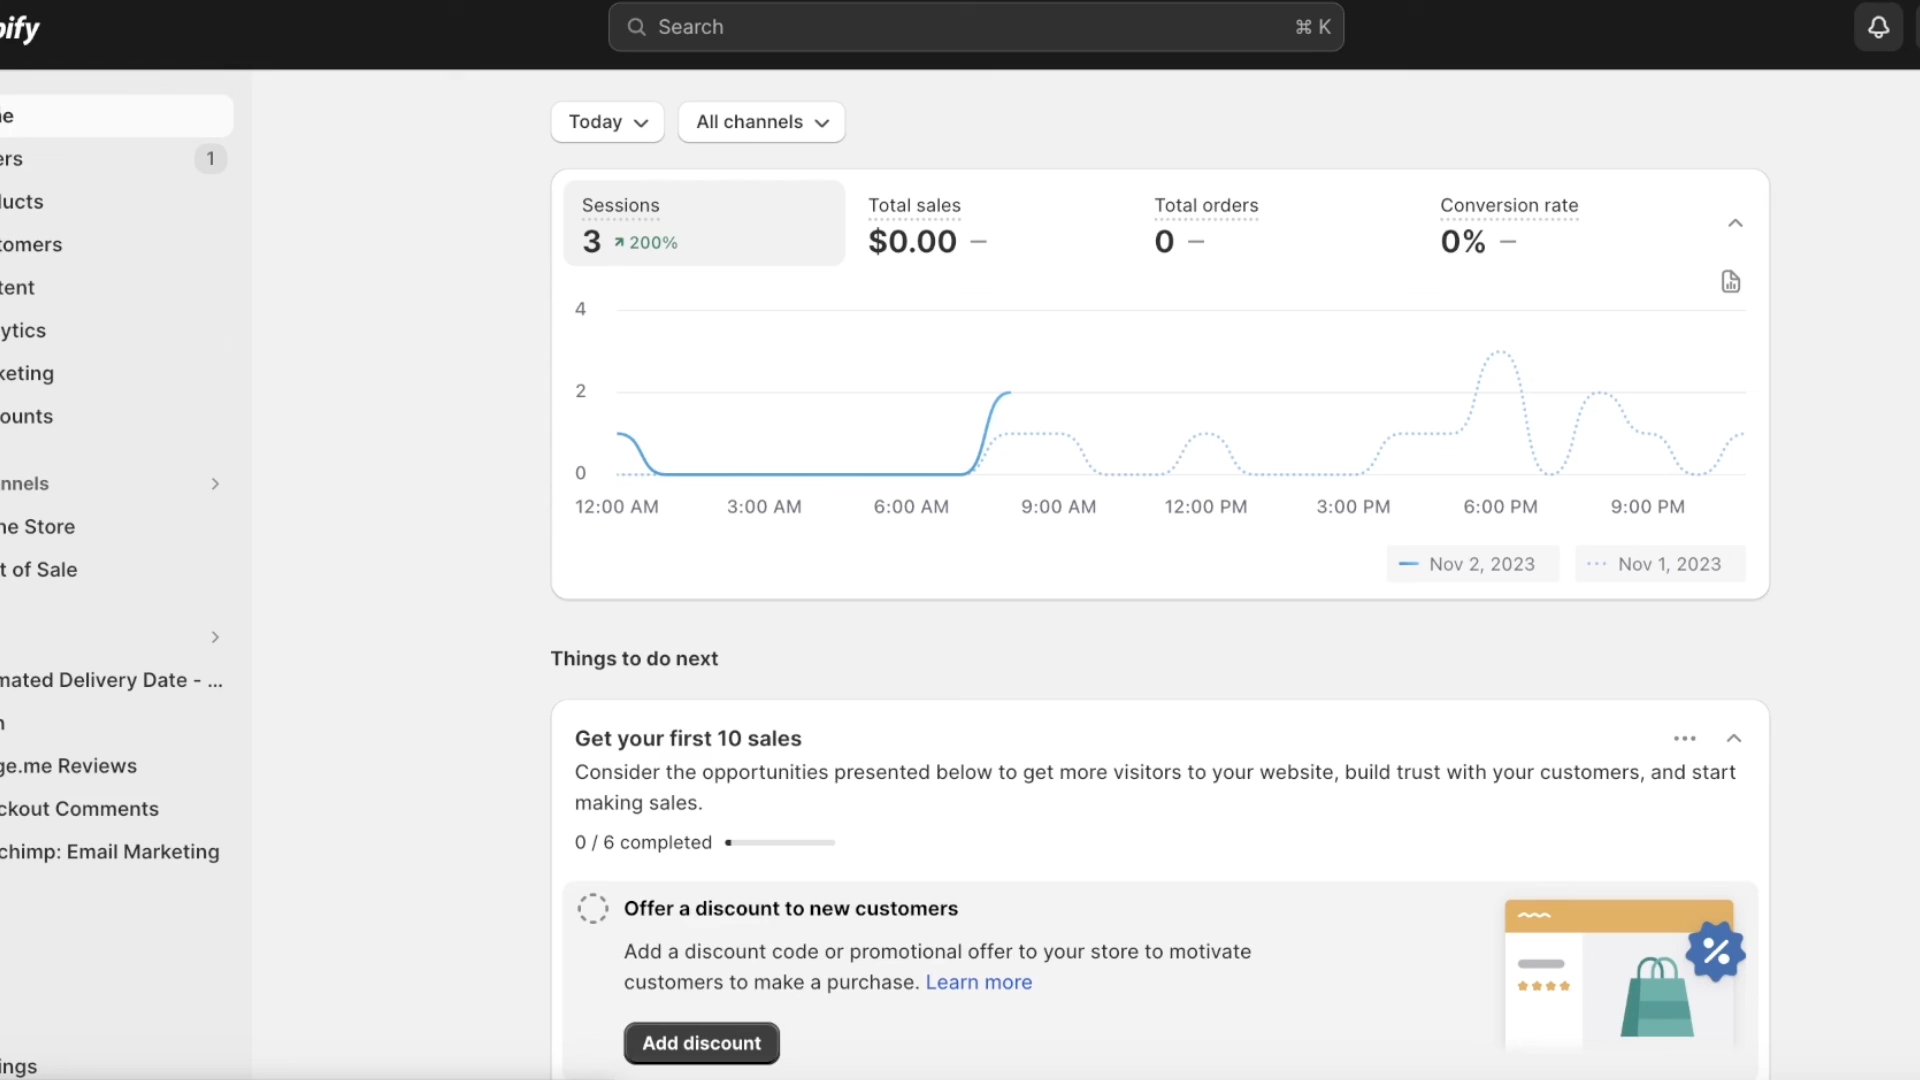 pify
Search
⌘ K
e
ers
1
ucts
tomers
tent
ytics
keting
ounts
nnels
ne Store
t of Sale
mated Delivery Date - ...
n
ge.me Reviews
ckout Comments
chimp: Email Marketing
ings
Today
All channels
Sessions
3
200%
Total sales
$0.00 —
Total orders
0 —
Conversion rate
0% —
4
2
0
12:00 AM
3:00 AM
6:00 AM
9:00 AM
12:00 PM
3:00 PM
6:00 PM
9:00 PM
Nov 2, 2023
Nov 1, 2023
Things to do next
Get your first 10 sales
Consider the opportunities presented below to get more visitors to your website, build trust with your customers, and start
making sales.
0 / 6 completed
Offer a discount to new customers
Add a discount code or promotional offer to your store to motivate
customers to make a purchase. Learn more
%
Add discount